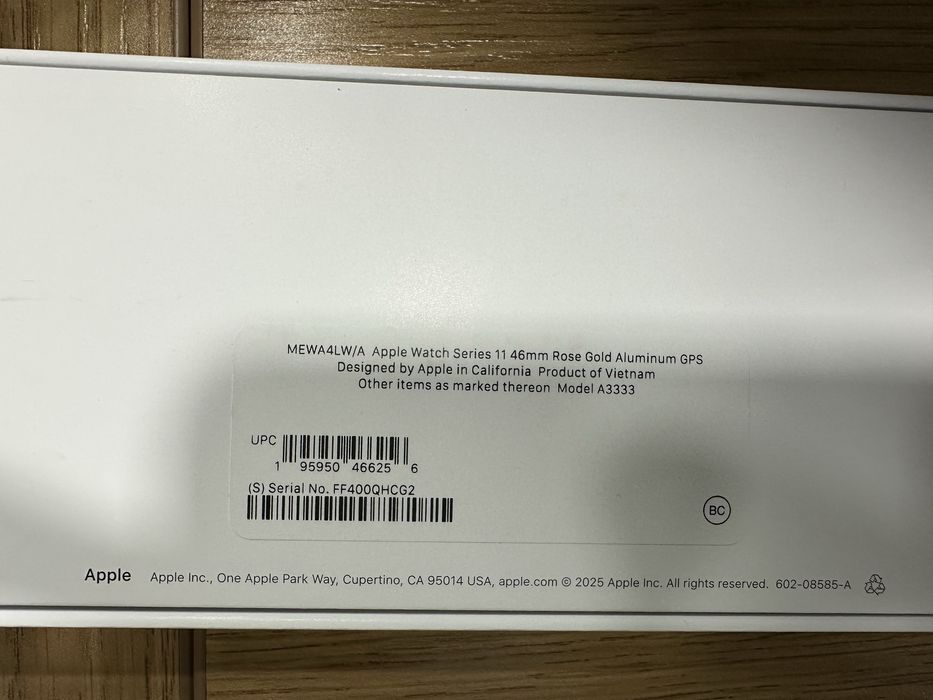 MEWA4LW/A Apple Watch Series 11 46mm Rose Gold Aluminum GPS
Designed by Apple in California Product of Vietnam
Other items as marked thereon Model A3333
UPC
1 95950 46625 6
(S) Serial No. FF400QHCG2
BC
Apple Apple Inc., One Apple Park Way, Cupertino, CA 95014 USA, apple.com © 2025 Apple Inc. All rights reserved. 602-08585-A